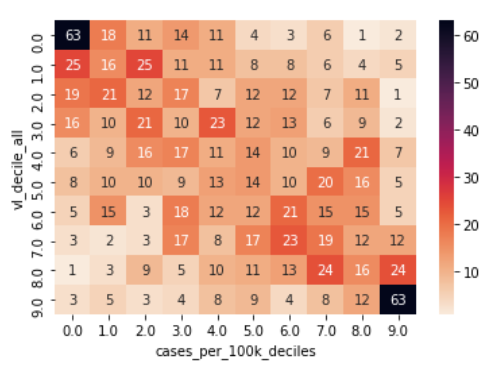 0.0 63 18 11 14 11 4 3 6 1 2
1.0 25 16 25 11 11 8 8 6 4 5
2.0 19 21 12 17 7 12 12 7 11 1
3.0 16 10 21 10 23 12 13 6 9 2
4.0 6 9 16 17 11 14 10 9 21 7
5.0 8 10 10 9 13 14 10 20 16 5
6.0 5 15 3 18 12 12 21 15 15 5
7.0 3 2 3 17 8 17 23 19 12 12
8.0 1 3 9 5 10 11 13 24 16 24
9.0 3 5 3 4 8 9 4 8 12 63
0.0 1.0 2.0 3.0 4.0 5.0 6.0 7.0 8.0 9.0
cases_per_100k_deciles
vl_decile_all
60
50
40
30
20
10